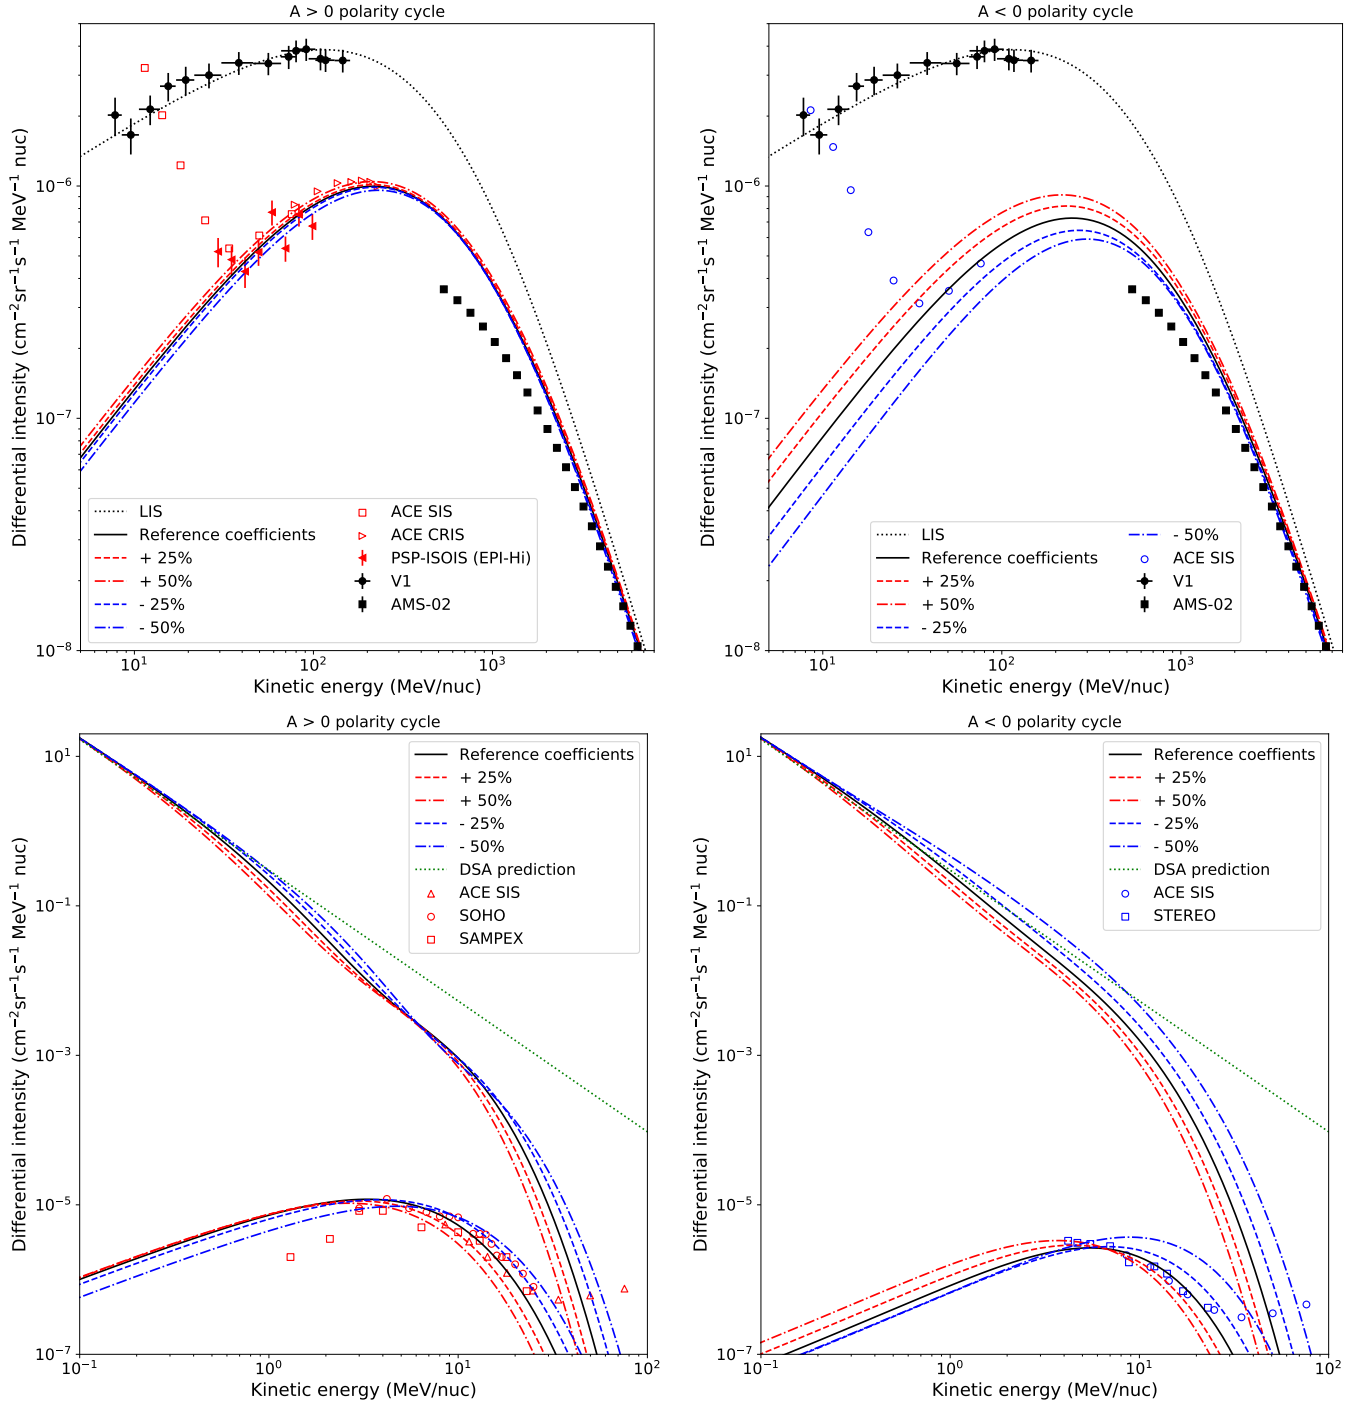 A > 0 polarity cycle
Differential intensity (cm⁻²sr⁻¹s⁻¹ MeV⁻¹ nuc)
10⁻⁶
10⁻⁷
10⁻⁸
LIS
Reference coefficients
+ 25%
+ 50%
- 25%
- 50%
ACE SIS
ACE CRIS
PSP-ISOIS (EPI-Hi)
V1
AMS-02
10¹ 10² 10³
Kinetic energy (MeV/nuc)
A < 0 polarity cycle
Differential intensity (cm⁻²sr⁻¹s⁻¹ MeV⁻¹ nuc)
10⁻⁶
10⁻⁷
10⁻⁸
LIS
Reference coefficients
+ 25%
+ 50%
- 25%
- 50%
ACE SIS
V1
AMS-02
10¹ 10² 10³
Kinetic energy (MeV/nuc)
A > 0 polarity cycle
Differential intensity (cm⁻²sr⁻¹s⁻¹ MeV⁻¹ nuc)
10¹
10⁻¹
10⁻³
10⁻⁵
10⁻⁷
Reference coefficients
+ 25%
+ 50%
- 25%
- 50%
DSA prediction
ACE SIS
SOHO
SAMPEX
10⁻¹ 10⁰ 10¹ 10²
Kinetic energy (MeV/nuc)
A < 0 polarity cycle
Differential intensity (cm⁻²sr⁻¹s⁻¹ MeV⁻¹ nuc)
10¹
10⁻¹
10⁻³
10⁻⁵
10⁻⁷
Reference coeffients
+ 25%
+ 50%
- 25%
- 50%
DSA prediction
ACE SIS
STEREO
10⁻¹ 10⁰ 10¹ 10²
Kinetic energy (MeV/nuc)